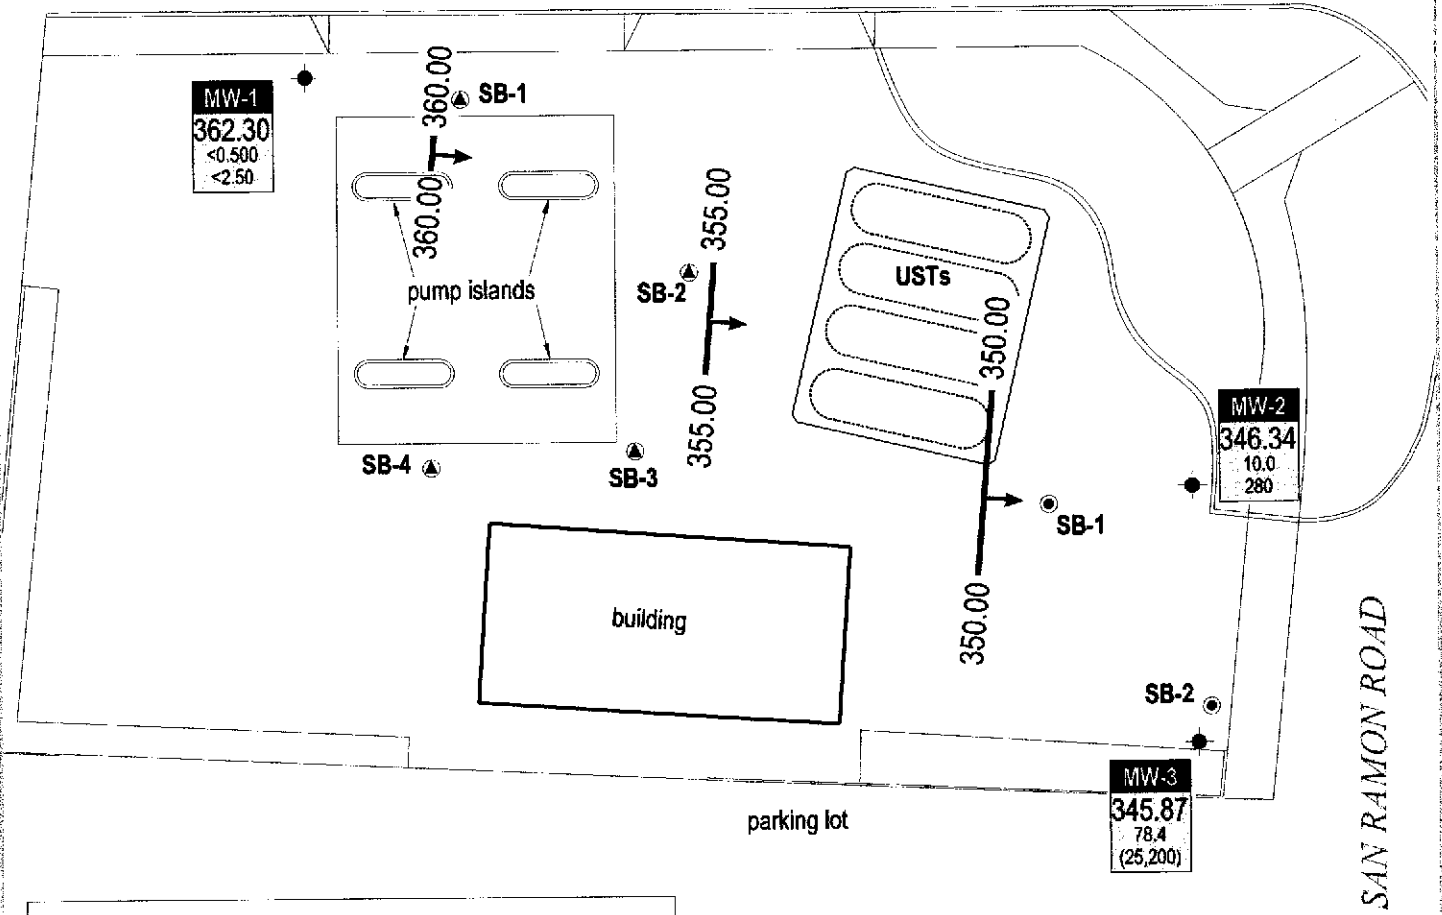 MW-1
362.30
<0.500
<2.50
360.00
360.00
SB-1
pump islands
355.00
355.00
SB-2
USTs
350.00
350.00
MW-2
346.34
10.0
280
SB-4
SB-3
SB-1
building
SB-2
MW-3
345.87
78.4
(25,200)
parking lot
SAN RAMON ROAD